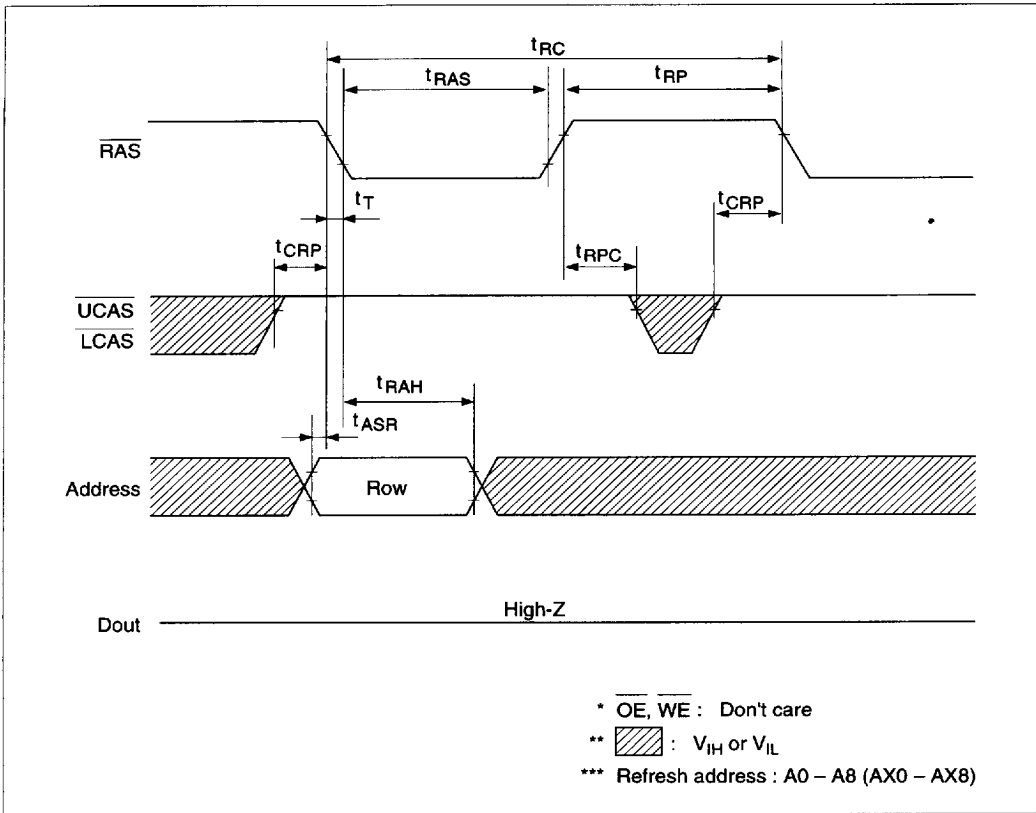 tRC
tRAS
tRP
RAS
tT
tCRP
tCRP
tRPC
UCAS
LCAS
tRAH
tASR
Address
Row
High-Z
Dout
* OE, WE : Don't care
** : VIH or VIL
*** Refresh address : A0 – A8 (AX0 – AX8)